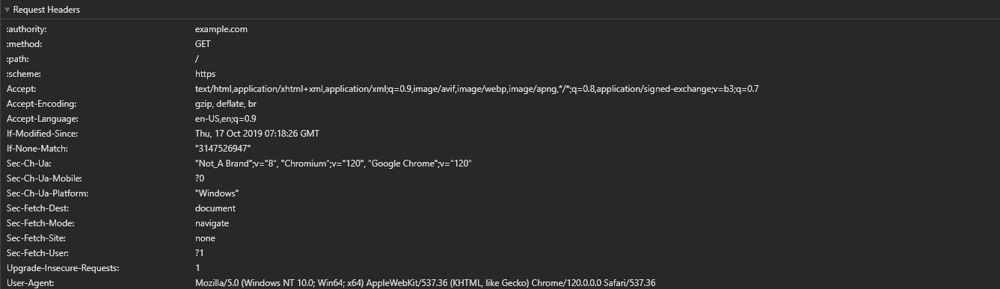 Request Headers
:authority: example.com
:method: GET
:path: /
:scheme: https
Accept: text/html,application/xhtml+xml,application/xml;q=0.9,image/avif,image/webp,image/apng,*/*;q=0.8,application/signed-exchange;v=b3;q=0.7
Accept-Encoding: gzip, deflate, br
Accept-Language: en-US,en;q=0.9
If-Modified-Since: Thu, 17 Oct 2019 07:18:26 GMT
If-None-Match: "3147526947"
Sec-Ch-Ua: "Not_A Brand";v="8", "Chromium";v="120", "Google Chrome";v="120"
Sec-Ch-Ua-Mobile: ?0
Sec-Ch-Ua-Platform: "Windows"
Sec-Fetch-Dest: document
Sec-Fetch-Mode: navigate
Sec-Fetch-Site: none
Sec-Fetch-User: ?1
Upgrade-Insecure-Requests: 1
User-Agent: Mozilla/5.0 (Windows NT 10.0; Win64; x64) AppleWebKit/537.36 (KHTML, like Gecko) Chrome/120.0.0.0 Safari/537.36